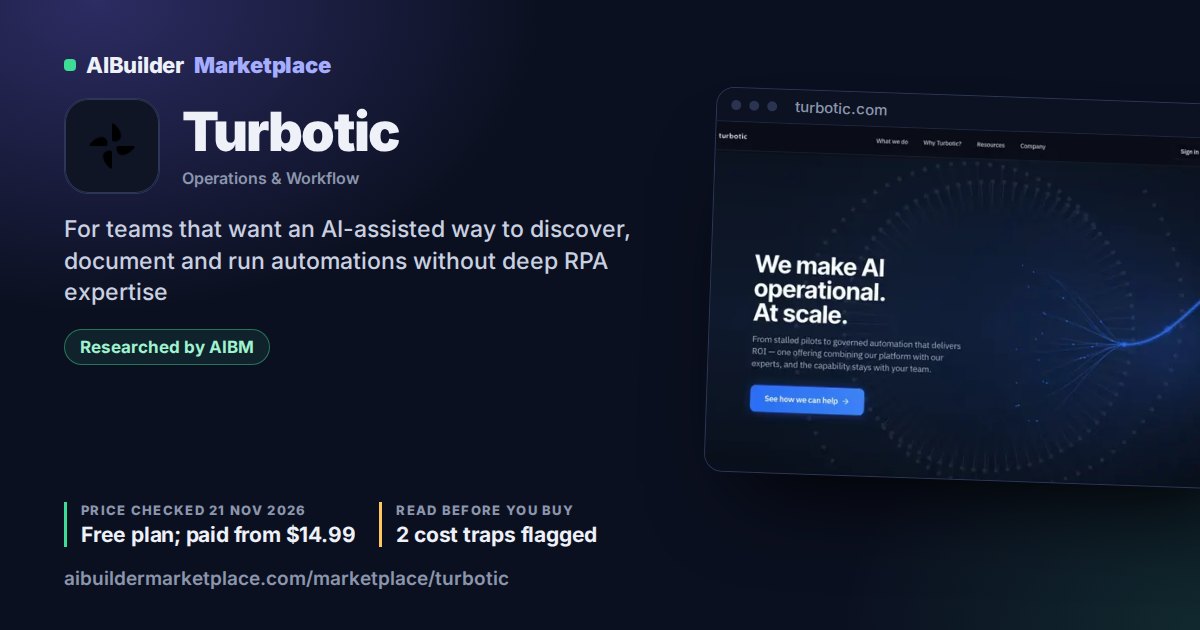 AIBuilder Marketplace
Turbotic
Operations & Workflow
For teams that want an AI-assisted way to discover,
document and run automations without deep RPA
expertise
Researched by AIBM
PRICE CHECKED 21 NOV 2026
Free plan; paid from $14.99
READ BEFORE YOU BUY
2 cost traps flagged
aibuildermarketplace.com/marketplace/turbotic
turbotic.com
turbotic
What we do Why Turbotic? Resources Company
Sign in
We make AI
operational.
At scale.
From stalled pilots to governed automation that delivers
ROI — one offering combining our platform with our
experts, and the capability stays with your team.
See how we can help →